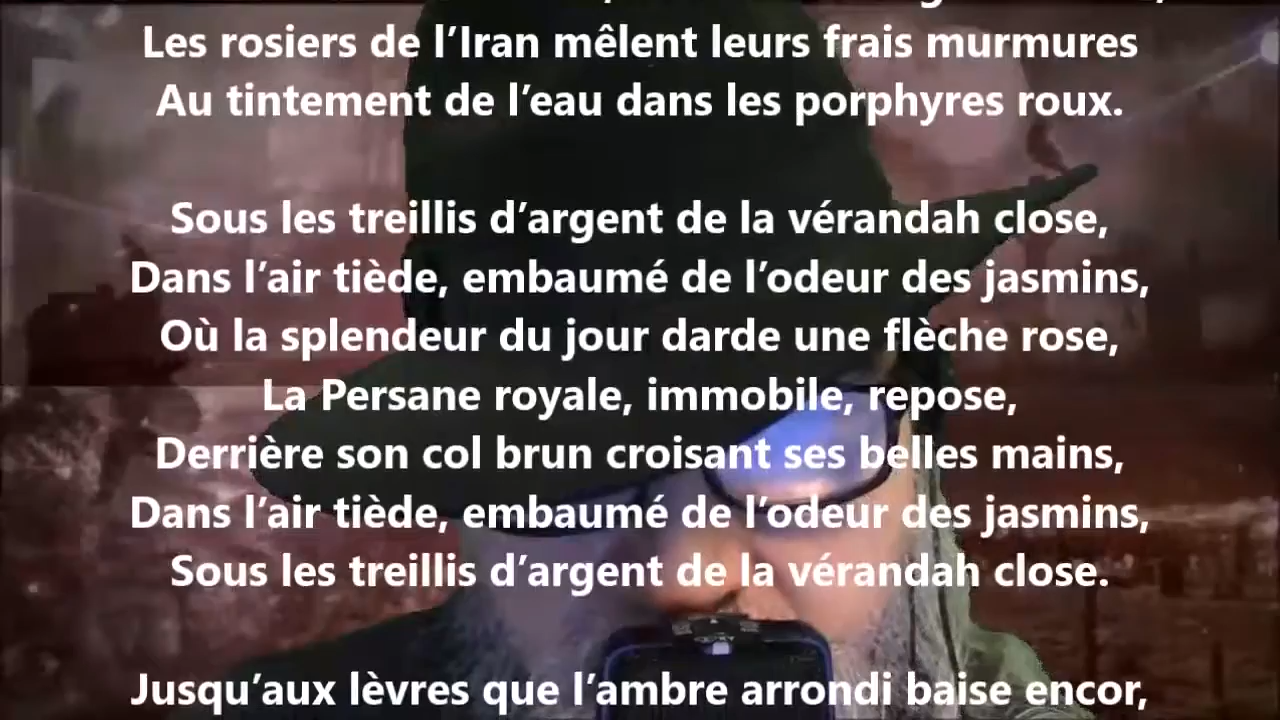 Les rosiers de l’Iran mêlent leurs frais murmures
Au tintement de l’eau dans les porphyres roux.
Sous les treillis d’argent de la vérandah close,
Dans l’air tiède, embaumé de l’odeur des jasmins,
Où la splendeur du jour darde une flèche rose,
La Persane royale, immobile, repose,
Derrière son col brun croisant ses belles mains,
Dans l’air tiède, embaumé de l’odeur des jasmins,
Sous les treillis d’argent de la vérandah close.
Jusqu’aux lèvres que l’ambre arrondi baise encor,